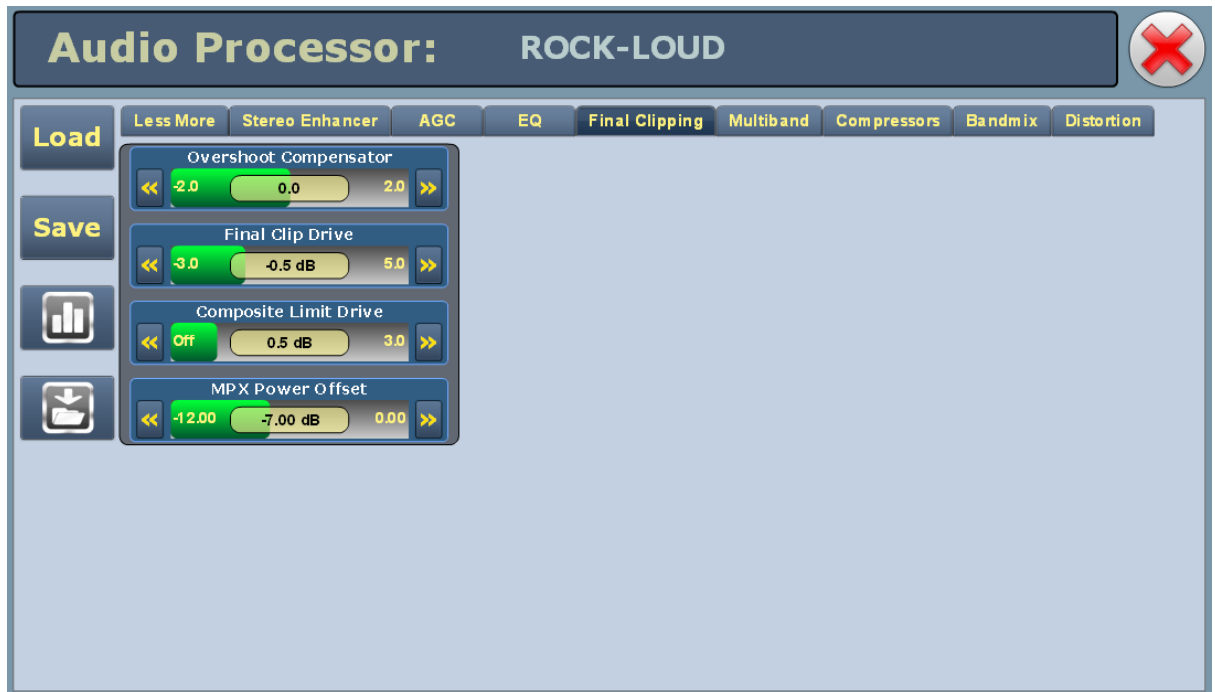 Audio Processor: ROCK-LOUD
Load
Save
Less More Stereo Enhancer AGC EQ Final Clipping Multiband Compressors Bandmix Distortion
Overshoot Compensator
-2.0 0.0 2.0
Final Clip Drive
-3.0 -0.5 dB 5.0
Composite Limit Drive
Off 0.5 dB 3.0
MPX Power Offset
-12.00 -7.00 dB 0.00